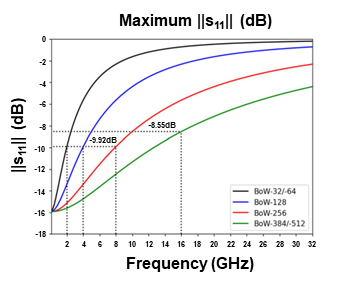 Maximum ||s11|| (dB)
||s11|| (dB)
0
-2
-4
-6
-8
-10
-12
-14
-16
-18
-8.55dB
-9.92dB
BoW-32/-64
BoW-128
BoW-256
BoW-384/-512
2 4 6 8 10 12 14 16 18 20 22 24 26 28 30 32
Frequency (GHz)